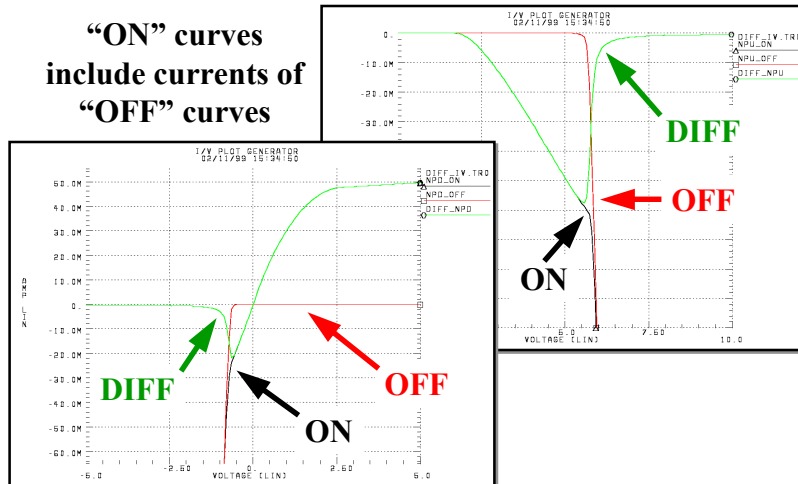 “ON” curves
include currents of
“OFF” curves
I/V PLOT GENERATOR
02/11/99 15:34:50
0.
-10.0M
-20.0M
-30.0M
DIFF_IV.TR0
NPU_ON
NPU_OFF
DIFF_NPU
DIFF
OFF
ON
5.0
7.50
10.0
VOLTAGE (LIN)
I/V PLOT GENERATOR
02/11/99 15:34:50
AMP LIN
50.0M
40.0M
30.0M
20.0M
10.0M
0.
-10.0M
-20.0M
-30.0M
-40.0M
-50.0M
-60.0M
DIFF_IV.TR0
NPD_ON
NPD_OFF
DIFF_NPD
DIFF
OFF
ON
-5.0
-2.50
0.
2.50
5.0
VOLTAGE (LIN)